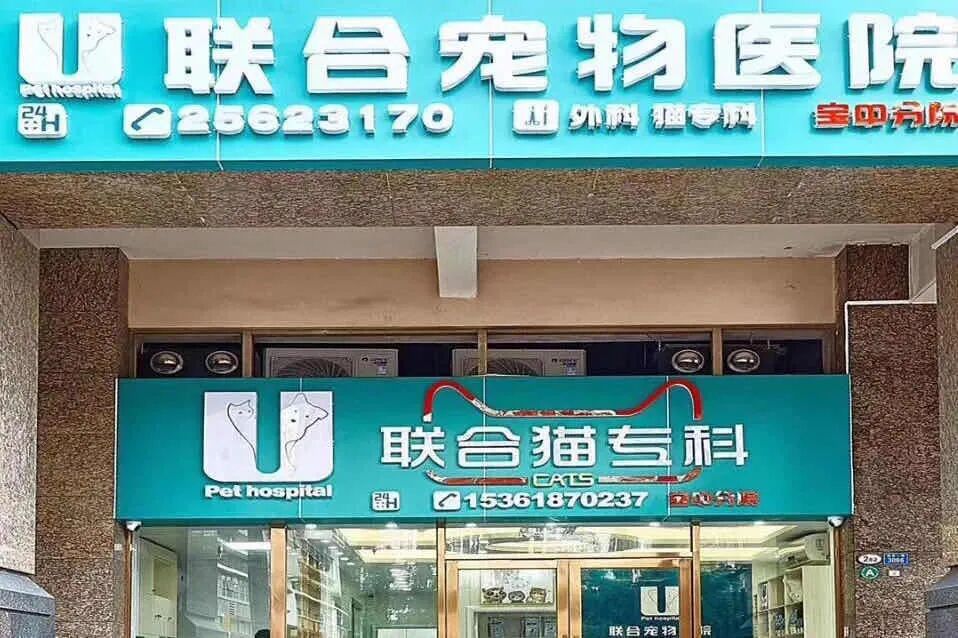 联合宠物医院
Pet hospital
24H 25623170 外科 猫专科 宝中分院
联合猫专科
CATS
Pet hospital
24H 15361870237 宝中分院
Pet hospital
联合宠物医院